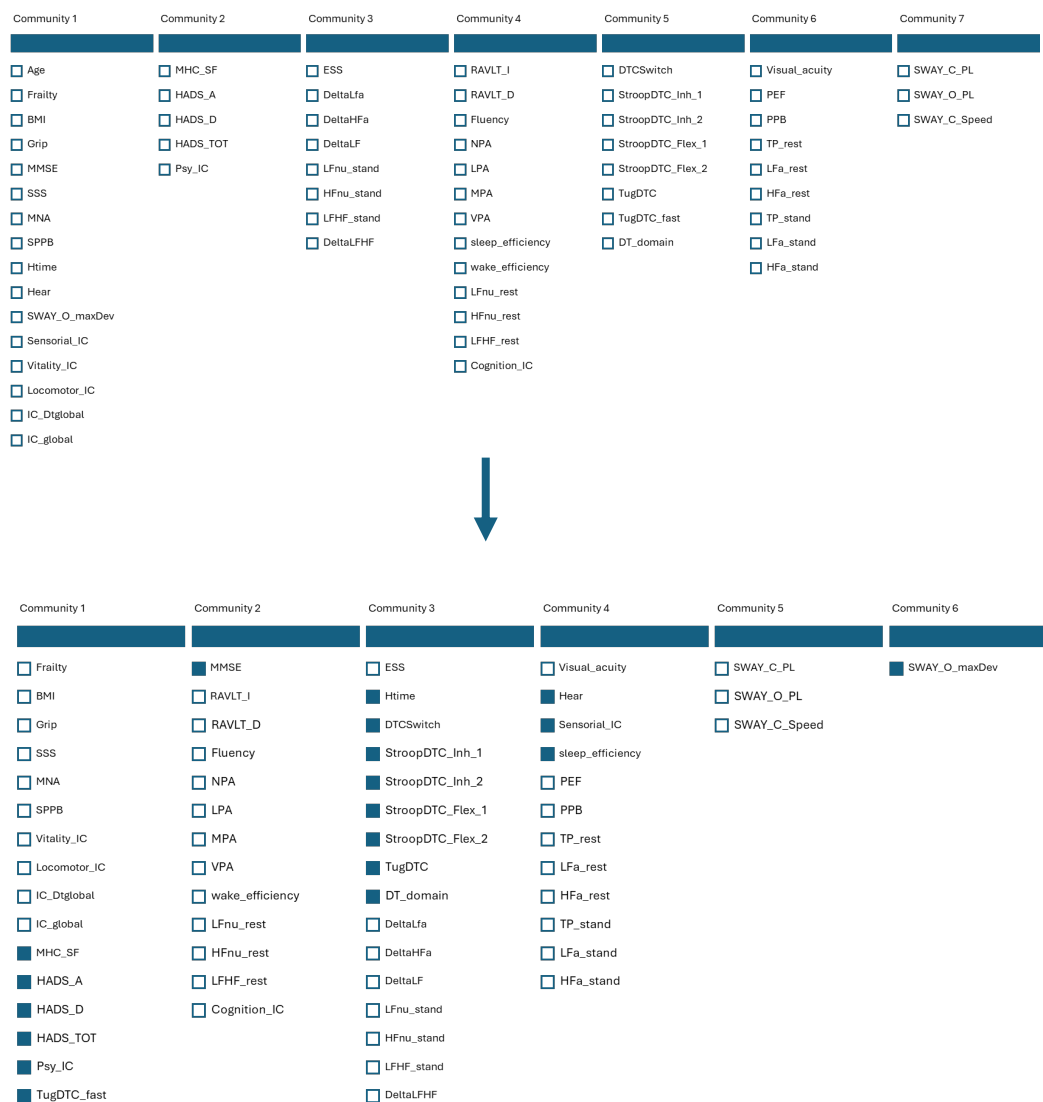 Community 1
Community 2
Community 3
Community 4
Community 5
Community 6
Community 7
Age
Frailty
BMI
Grip
MMSE
SSS
MNA
SPPB
Htime
Hear
SWAY_O_maxDev
Sensorial_IC
Vitality_IC
Locomotor_IC
IC_Dtglobal
IC_global
MHC_SF
HADS_A
HADS_D
HADS_TOT
Psy_IC
ESS
DeltaLfa
DeltaHFa
DeltaLF
LFnu_stand
HFnu_stand
LFHF_stand
DeltaLFHF
RAVLT_I
RAVLT_D
Fluency
NPA
LPA
MPA
VPA
sleep_efficiency
wake_efficiency
LFnu_rest
HFnu_rest
LFHF_rest
Cognition_IC
DTCSwitch
StroopDTC_Inh_1
StroopDTC_Inh_2
StroopDTC_Flex_1
StroopDTC_Flex_2
TugDTC
TugDTC_fast
DT_domain
Visual_acuity
PEF
PPB
TP_rest
LFa_rest
HFa_rest
TP_stand
LFa_stand
HFa_stand
SWAY_C_PL
SWAY_O_PL
SWAY_C_Speed
Community 1
Community 2
Community 3
Community 4
Community 5
Community 6
Frailty
BMI
Grip
SSS
MNA
SPPB
Vitality_IC
Locomotor_IC
IC_Dtglobal
IC_global
MHC_SF
HADS_A
HADS_D
HADS_TOT
Psy_IC
TugDTC_fast
MMSE
RAVLT_I
RAVLT_D
Fluency
NPA
LPA
MPA
VPA
wake_efficiency
LFnu_rest
HFnu_rest
LFHF_rest
Cognition_IC
ESS
Htime
DTCSwitch
StroopDTC_Inh_1
StroopDTC_Inh_2
StroopDTC_Flex_1
StroopDTC_Flex_2
TugDTC
DT_domain
DeltaLfa
DeltaHFa
DeltaLF
LFnu_stand
HFnu_stand
LFHF_stand
DeltaLFHF
Visual_acuity
Hear
Sensorial_IC
sleep_efficiency
PEF
PPB
TP_rest
LFa_rest
HFa_rest
TP_stand
LFa_stand
HFa_stand
SWAY_C_PL
SWAY_O_PL
SWAY_C_Speed
SWAY_O_maxDev